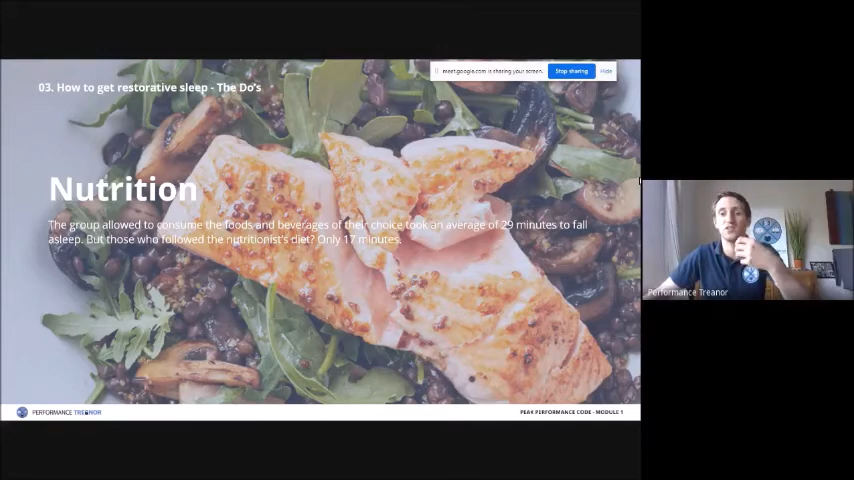 meet.google.com is sharing your screen. Stop sharing Hide
03. How to get restorative sleep - The Do's
Nutrition
The group allowed to consume the foods and beverages of their choice took an average of 29 minutes to fall
asleep. But those who followed the nutritionist's diet? Only 17 minutes.
Performance Treanor
PERFORMANCE TREANOR
PEAK PERFORMANCE CODE - MODULE 1